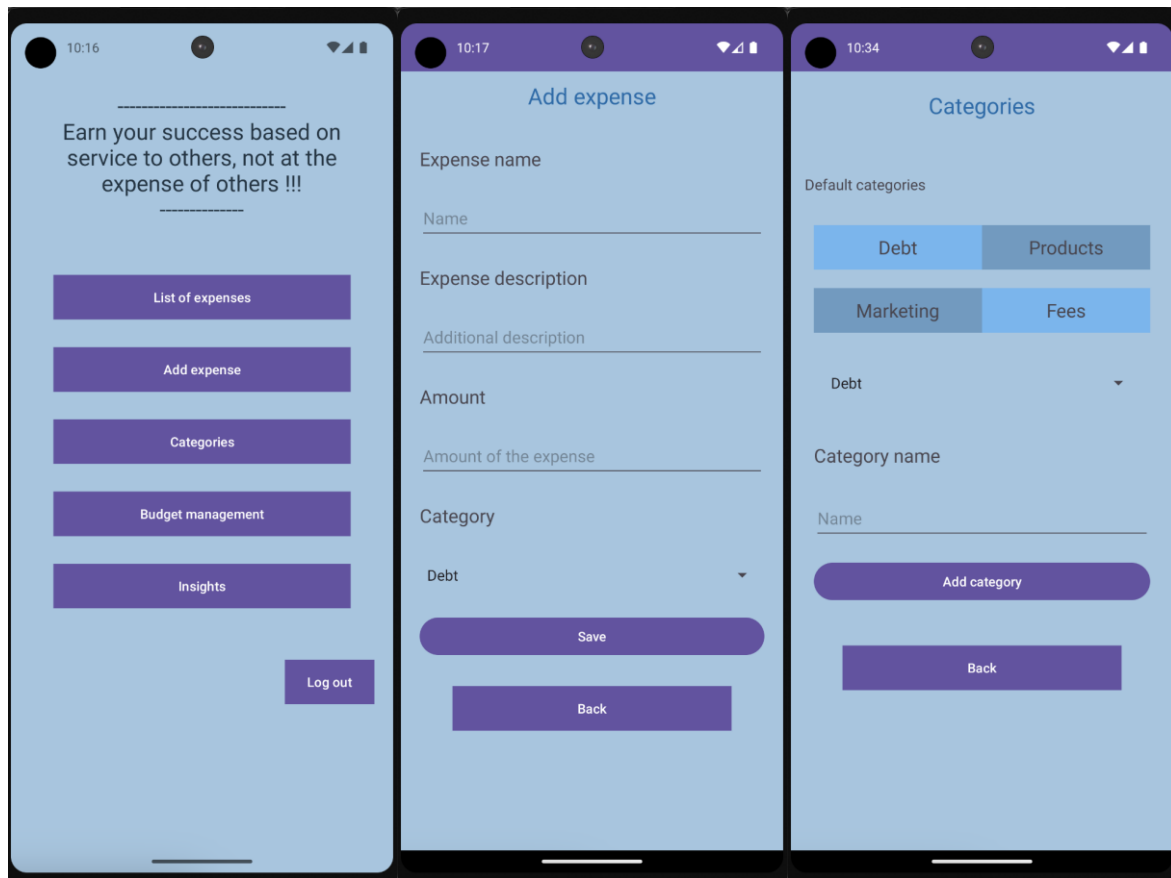 10:16
---------------------------
Earn your success based on
service to others, not at the
expense of others !!!
-------------
List of expenses
Add expense
Categories
Budget management
Insights
Log out
10:17
Add expense
Expense name
Name
Expense description
Additional description
Amount
Amount of the expense
Category
Debt
Save
Back
10:34
Categories
Default categories
Debt Products
Marketing Fees
Debt
Category name
Name
Add category
Back